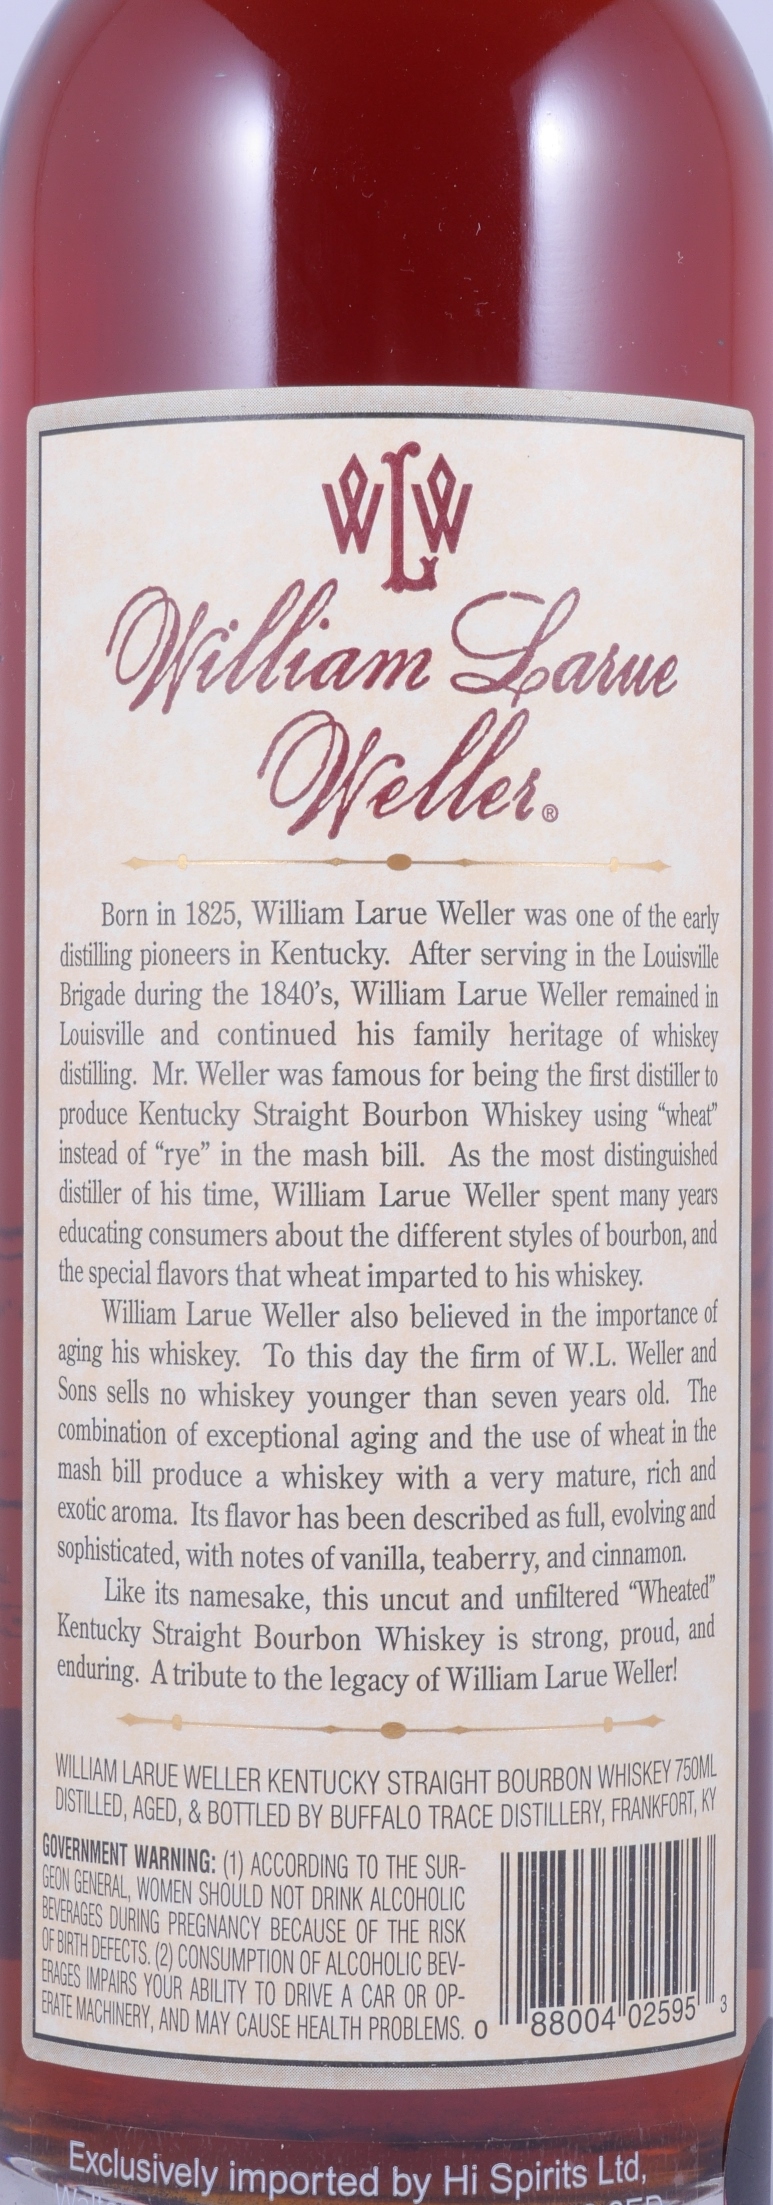 WLW
William Larue
Weller®
Born in 1825, William Larue Weller was one of the early
distilling pioneers in Kentucky. After serving in the Louisville
Brigade during the 1840's, William Larue Weller remained in
Louisville and continued his family heritage of whiskey
distilling. Mr. Weller was famous for being the first distiller to
produce Kentucky Straight Bourbon Whiskey using “wheat”
instead of “rye” in the mash bill. As the most distinguished
distiller of his time, William Larue Weller spent many years
educating consumers about the different styles of bourbon, and
the special flavors that wheat imparted to his whiskey.
William Larue Weller also believed in the importance of
aging his whiskey. To this day the firm of W.L. Weller and
Sons sells no whiskey younger than seven years old. The
combination of exceptional aging and the use of wheat in the
mash bill produce a whiskey with a very mature, rich and
exotic aroma. Its flavor has been described as full, evolving and
sophisticated, with notes of vanilla, teaberry, and cinnamon.
Like its namesake, this uncut and unfiltered “Wheated”
Kentucky Straight Bourbon Whiskey is strong, proud, and
enduring. A tribute to the legacy of William Larue Weller!
WILLIAM LARUE WELLER KENTUCKY STRAIGHT BOURBON WHISKEY 750ML
DISTILLED, AGED, & BOTTLED BY BUFFALO TRACE DISTILLERY, FRANKFORT, KY
GOVERNMENT WARNING: (1) ACCORDING TO THE SUR-
GEON GENERAL, WOMEN SHOULD NOT DRINK ALCOHOLIC
BEVERAGES DURING PREGNANCY BECAUSE OF THE RISK
OF BIRTH DEFECTS. (2) CONSUMPTION OF ALCOHOLIC BEV-
ERAGES IMPAIRS YOUR ABILITY TO DRIVE A CAR OR OP-
ERATE MACHINERY, AND MAY CAUSE HEALTH PROBLEMS.
0 88004 02595 3
Exclusively imported by Hi Spirits Ltd,